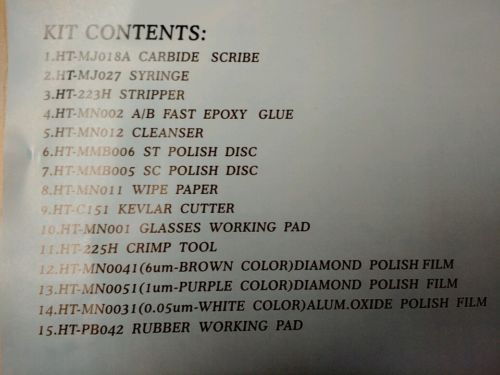 KIT CONTENTS:
1.HT-MJ018A CARBIDE SCRIBE
2.HT-MJ027 SYRINGE
3.HT-223H STRIPPER
4.HT-MN002 A/B FAST EPOXY GLUE
5.HT-MN012 CLEANSER
6.HT-MMB006 ST POLISH DISC
7.HT-MMB005 SC POLISH DISC
8.HT-MN011 WIPE PAPER
9.HT-C151 KEVLAR CUTTER
10.HT-MN001 GLASSES WORKING PAD
11.HT-225H CRIMP TOOL
12.HT-MN0041(6um-BROWN COLOR)DIAMOND POLISH FILM
13.HT-MN0051(1um-PURPLE COLOR)DIAMOND POLISH FILM
14.HT-MN0031(0.05um-WHITE COLOR)ALUM.OXIDE POLISH FILM
15.HT-PB042 RUBBER WORKING PAD